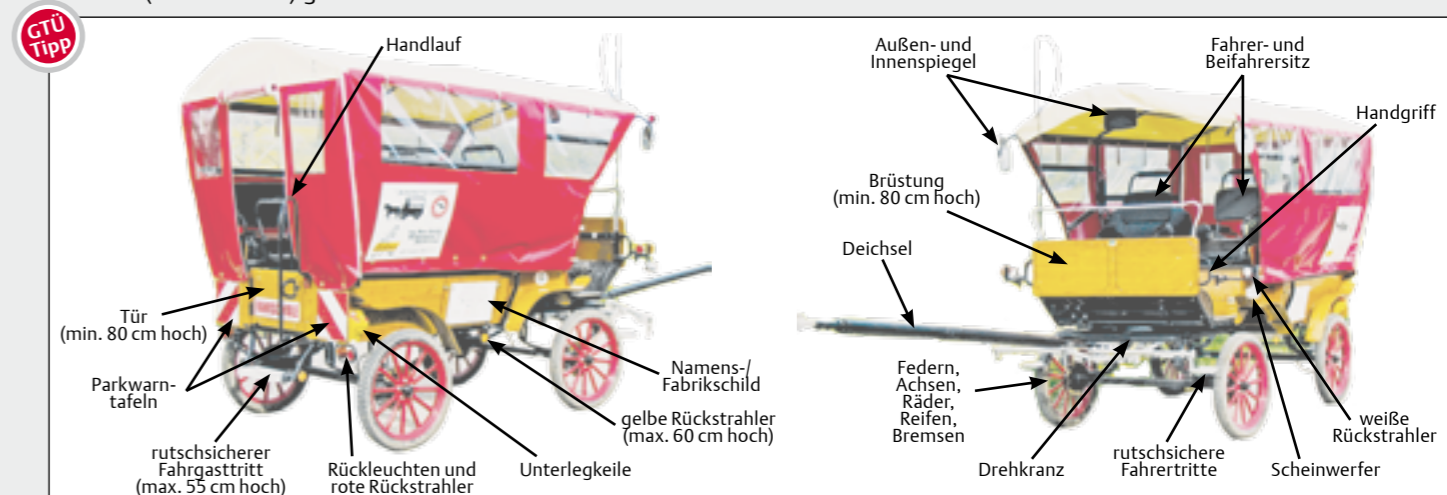 GTÜ
Tipp
Handlauf
Tür
(min. 80 cm hoch)
Parkwarn-
tafeln
rutschsicherer
Fahrgasttritt
(max. 55 cm hoch)
Rückleuchten und
rote Rückstrahler
Unterlegkeile
gelbe Rückstrahler
(max. 60 cm hoch)
Namens-/
Fabrikschild
Außen- und
Innenspiegel
Fahrer- und
Beifahrersitz
Handgriff
Brüstung
(min. 80 cm hoch)
Deichsel
Federn,
Achsen,
Räder,
Reifen,
Bremsen
Drehkranz
rutschsichere
Fahrertritte
Scheinwerfer
weiße
Rückstrahler